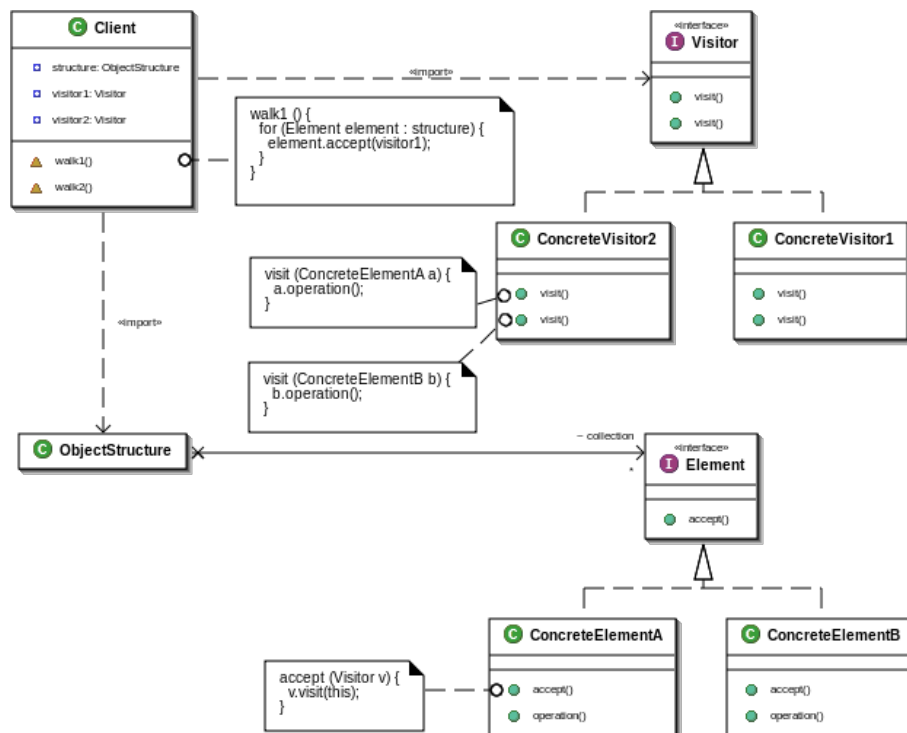 C Client
structure: ObjectStructure
visitor1: Visitor
visitor2: Visitor
walk1()
walk2()
«import»
«interface»
I Visitor
visit()
visit()
walk1 () {
for (Element element : structure) {
element.accept(visitor1);
}
}
C ConcreteVisitor2
visit()
visit()
C ConcreteVisitor1
visit()
visit()
visit (ConcreteElementA a) {
a.operation();
}
«import»
visit (ConcreteElementB b) {
b.operation();
}
C ObjectStructure
~ collection
*
«interface»
I Element
accept()
C ConcreteElementA
accept()
operation()
C ConcreteElementB
accept()
operation()
accept (Visitor v) {
v.visit(this);
}